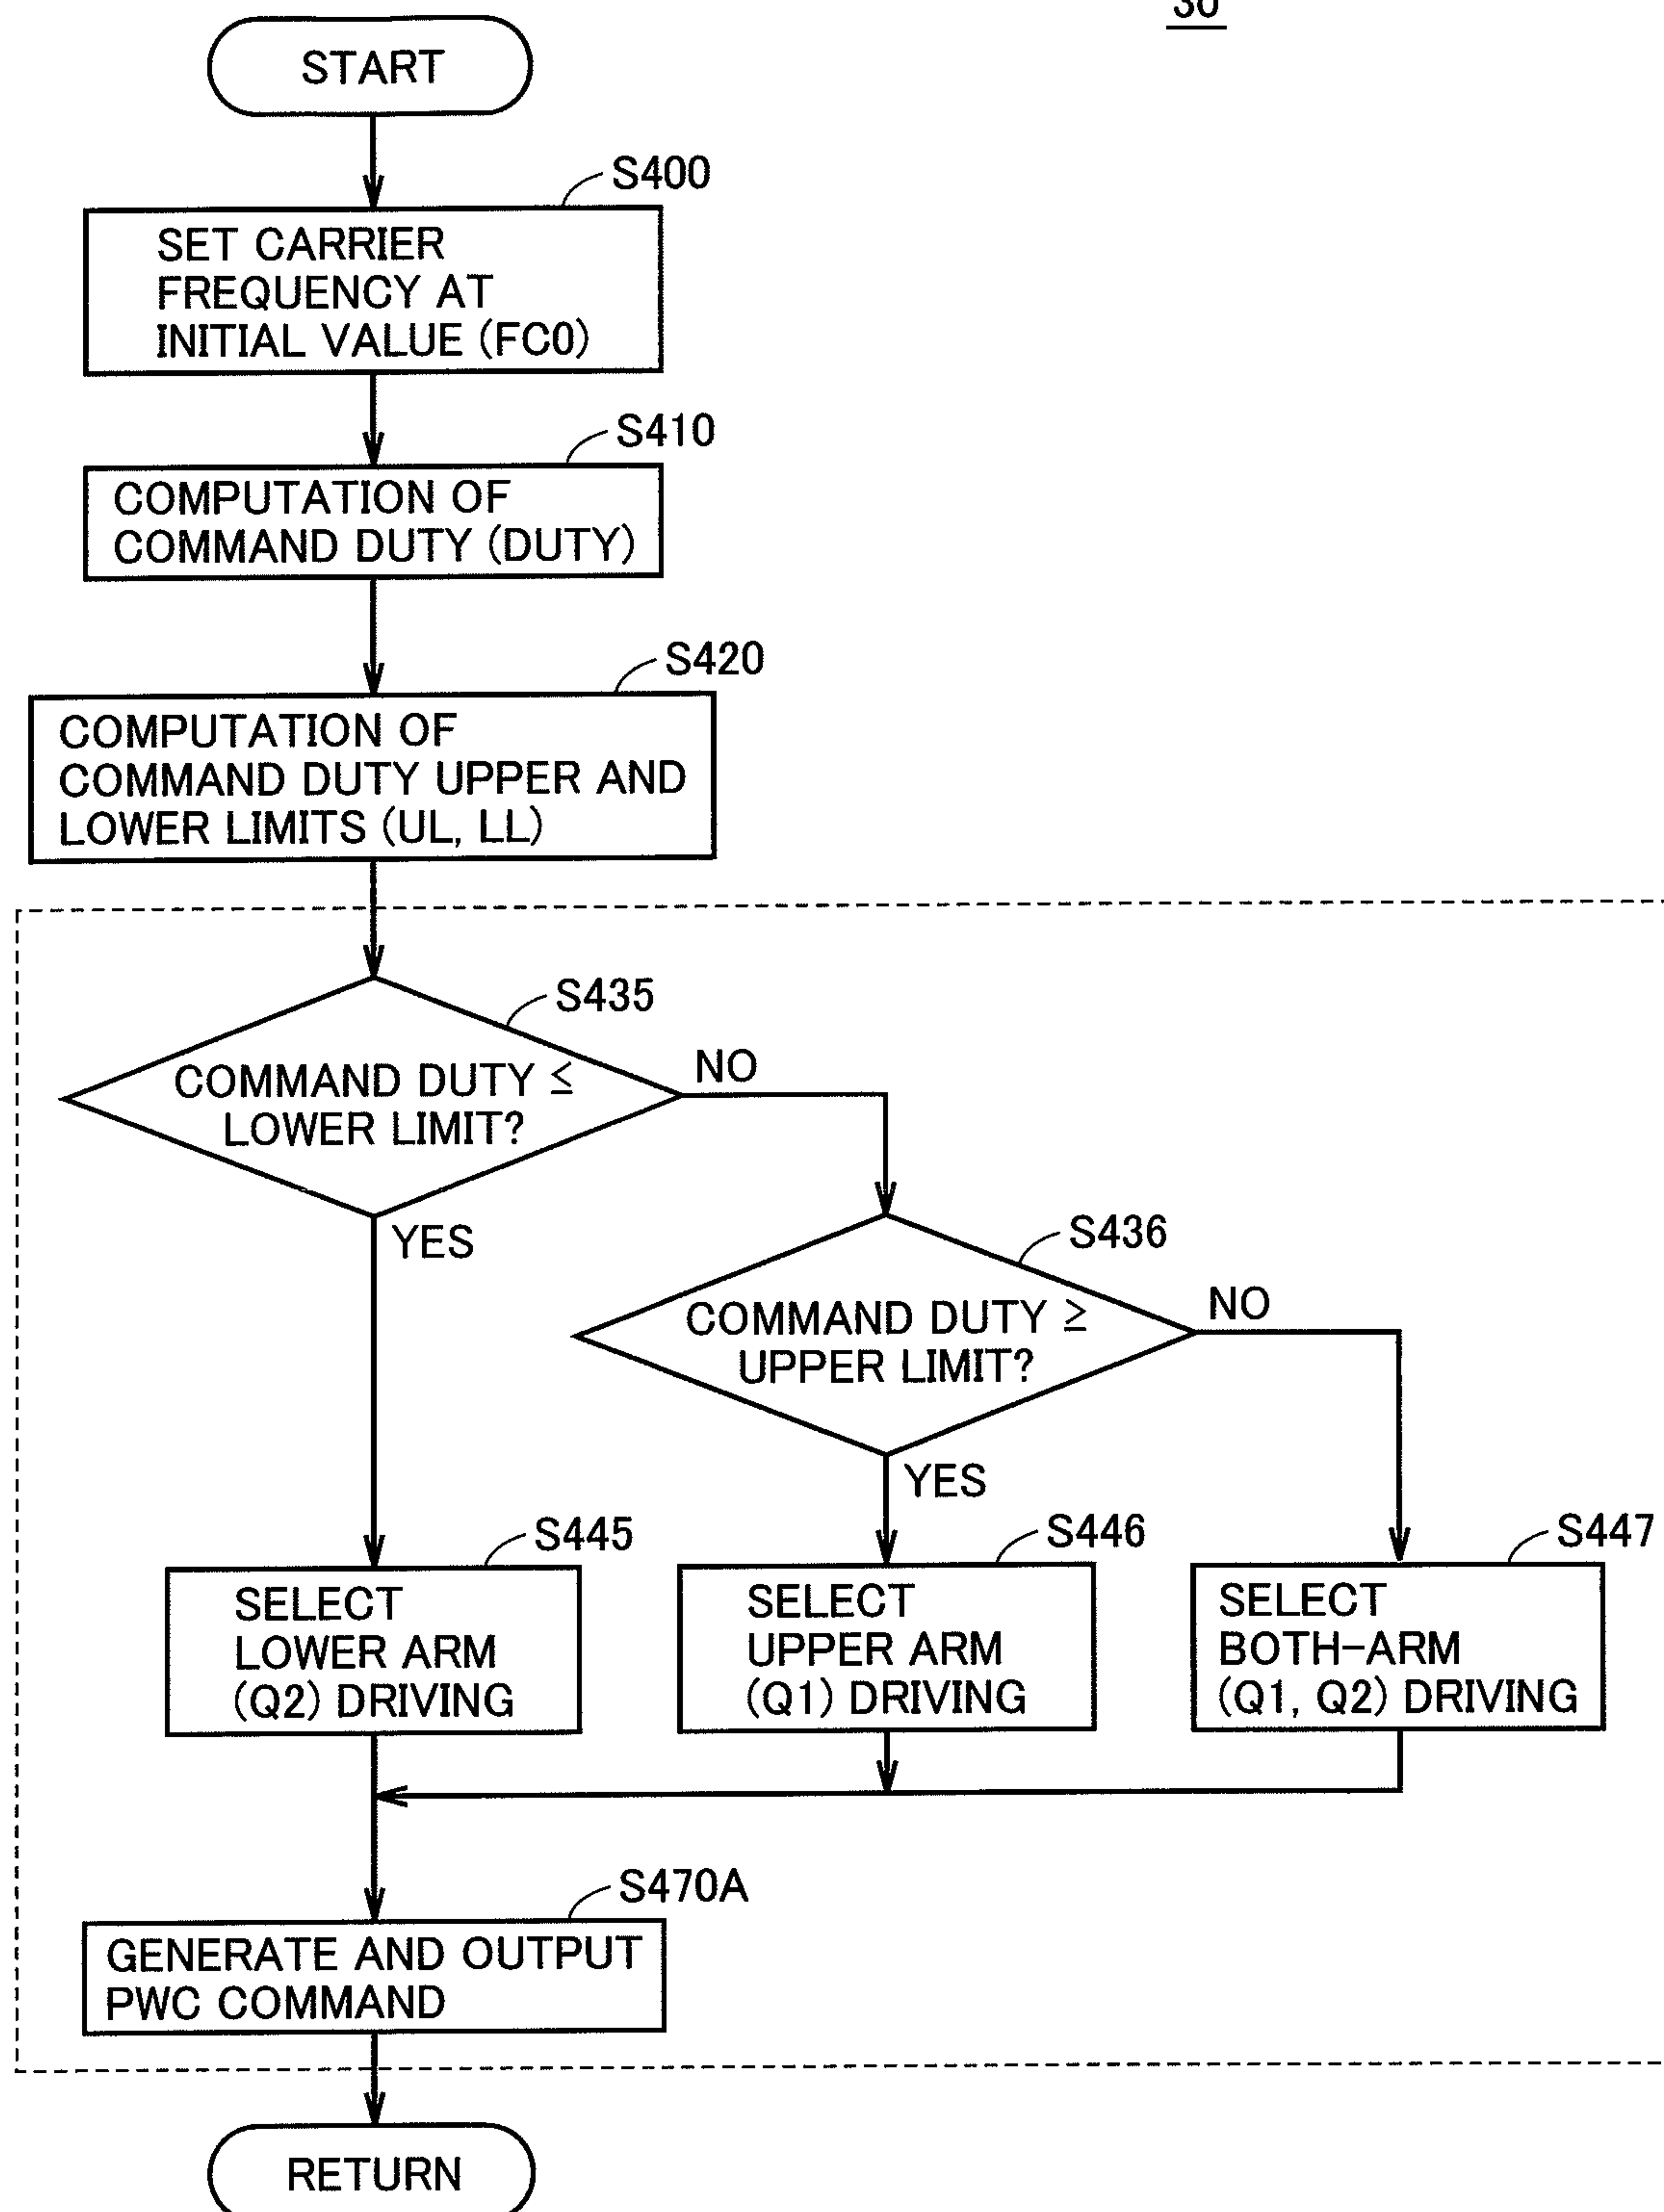 30
START
S400
SET CARRIER
FREQUENCY AT
INITIAL VALUE (FC0)
S410
COMPUTATION OF
COMMAND DUTY (DUTY)
S420
COMPUTATION OF
COMMAND DUTY UPPER AND
LOWER LIMITS (UL, LL)
S435
COMMAND DUTY ≤
LOWER LIMIT?
NO
YES
S436
COMMAND DUTY ≥
UPPER LIMIT?
NO
YES
S445
SELECT
LOWER ARM
(Q2) DRIVING
S446
SELECT
UPPER ARM
(Q1) DRIVING
S447
SELECT
BOTH-ARM
(Q1, Q2) DRIVING
S470A
GENERATE AND OUTPUT
PWC COMMAND
RETURN